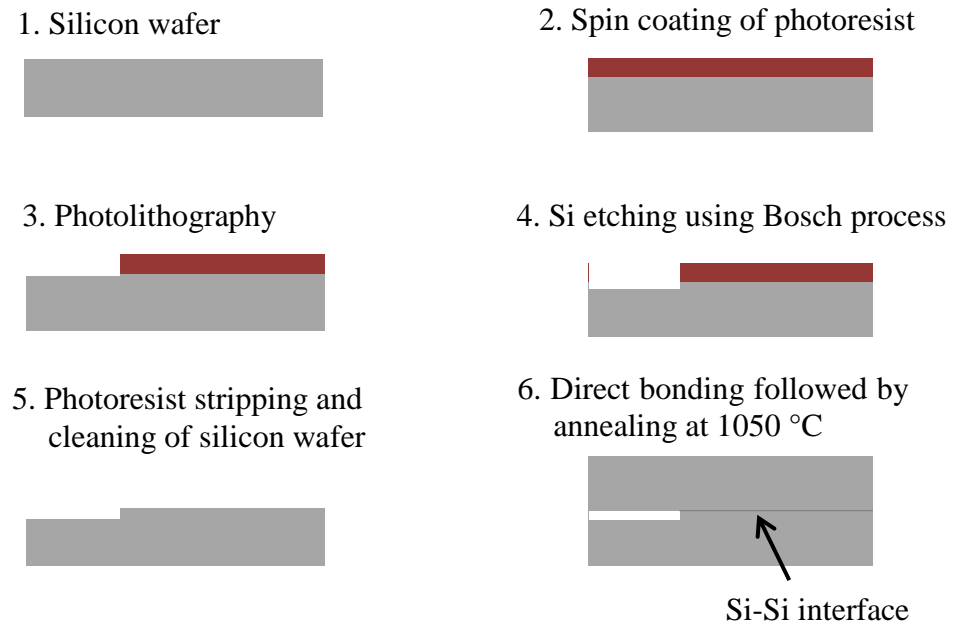 1. Silicon wafer
2. Spin coating of photoresist
3. Photolithography
4. Si etching using Bosch process
5. Photoresist stripping and
cleaning of silicon wafer
6. Direct bonding followed by
annealing at 1050 °C
Si-Si interface